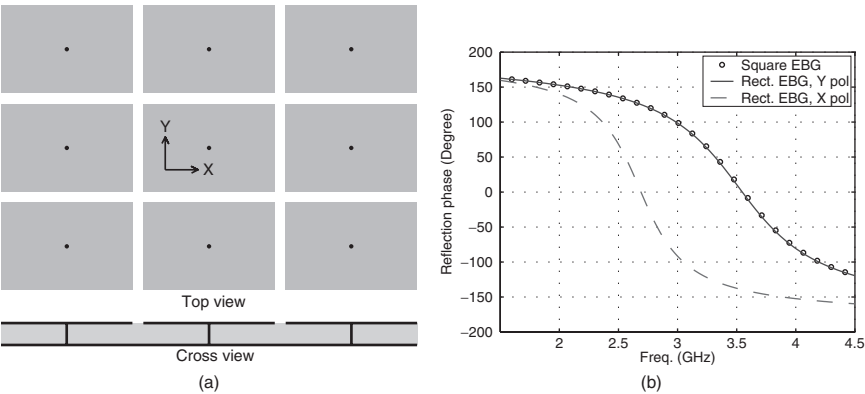 Y
X
Top view
Cross view
(a)
Reflection phase (Degree)
200
150
100
50
0
−50
−100
−150
−200
Square EBG
Rect. EBG, Y pol
Rect. EBG, X pol
2
2.5
3
3.5
4
4.5
Freq. (GHz)
(b)